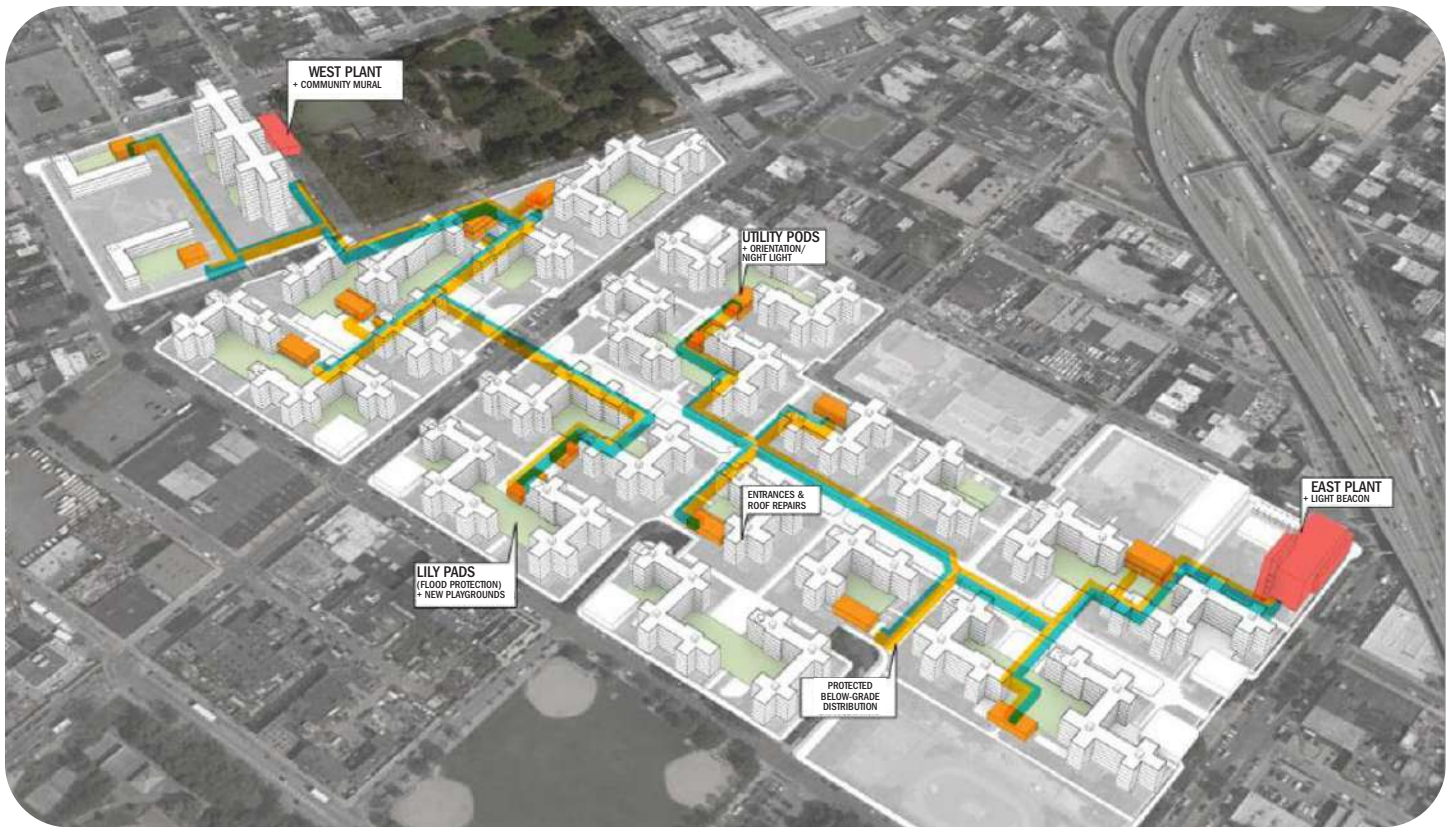 WEST PLANT
+ COMMUNITY MURAL
UTILITY PODS
+ ORIENTATION/
NIGHT LIGHT
ENTRANCES &
ROOF REPAIRS
EAST PLANT
+ LIGHT BEACON
LILY PADS
(FLOOD PROTECTION)
+ NEW PLAYGROUNDS
PROTECTED
BELOW-GRADE
DISTRIBUTION